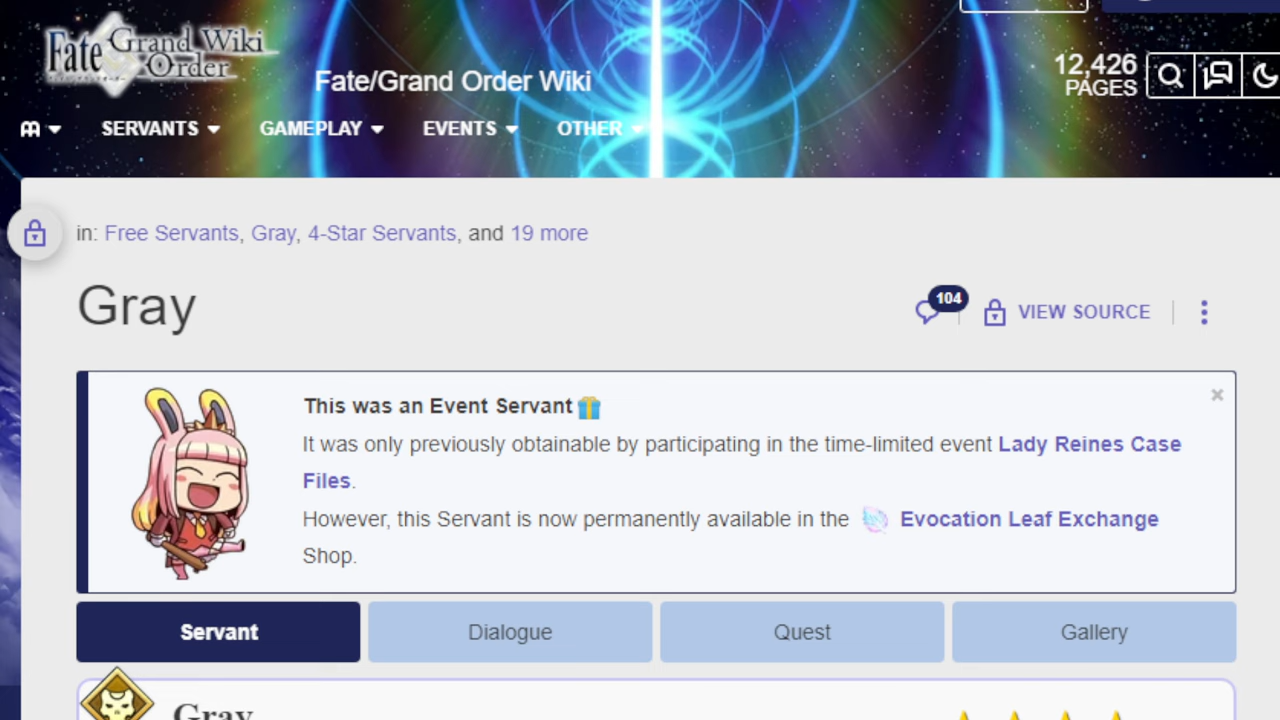 Fate Grand Wiki
Order
Fate/Grand Order Wiki
12,426
PAGES
SERVANTS
GAMEPLAY
EVENTS
OTHER
in: Free Servants, Gray, 4-Star Servants, and 19 more
Gray
104
VIEW SOURCE
This was an Event Servant
It was only previously obtainable by participating in the time-limited event Lady Reines Case
Files.
However, this Servant is now permanently available in the Evocation Leaf Exchange
Shop.
Servant
Dialogue
Quest
Gallery
Gray